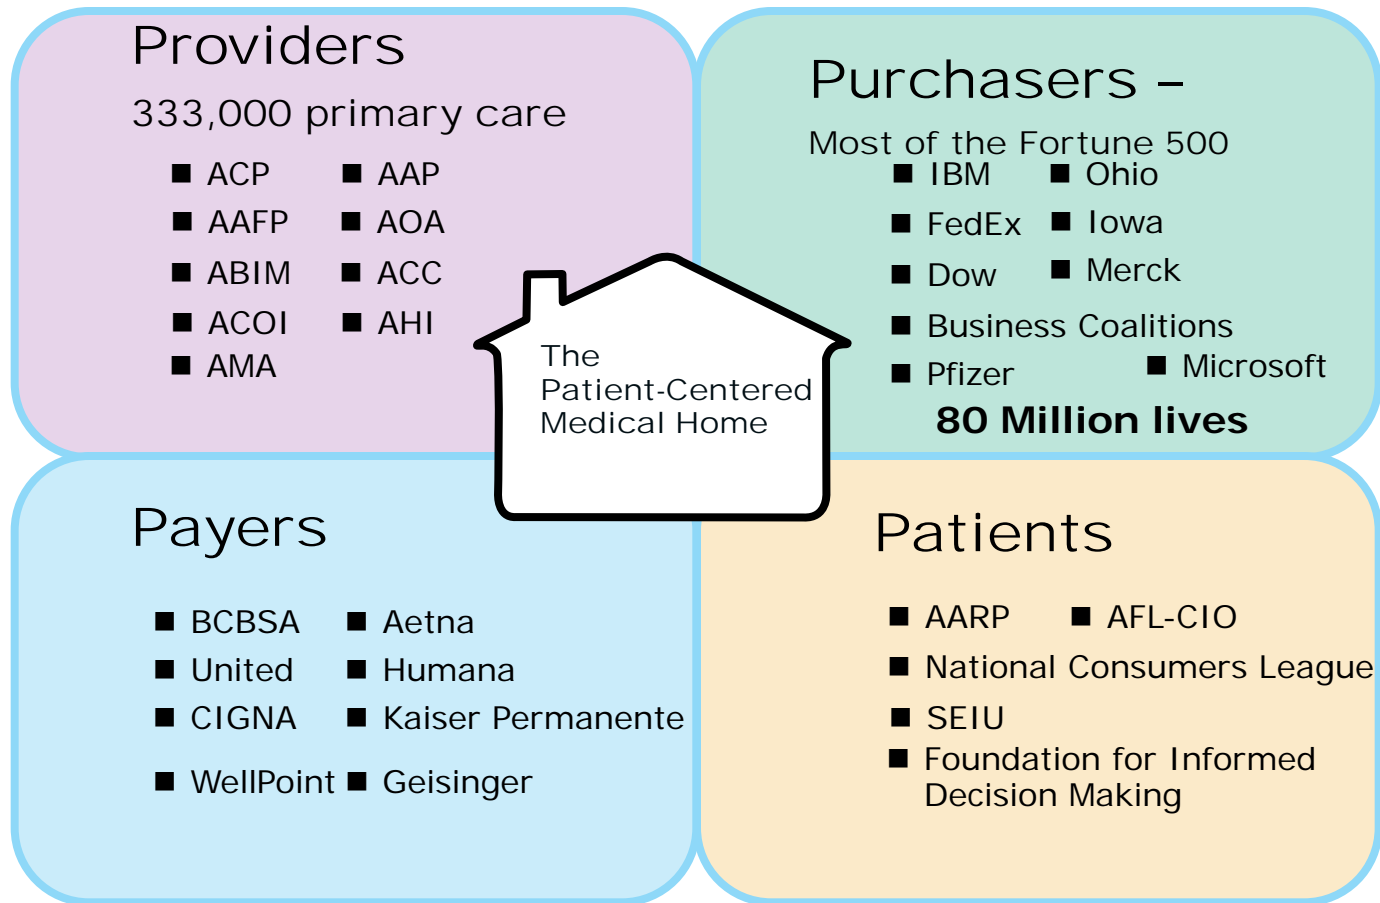 Providers
333,000 primary care
■ ACP ■ AAP
■ AAFP ■ AOA
■ ABIM ■ ACC
■ ACOI ■ AHI
■ AMA
Purchasers –
Most of the Fortune 500
■ IBM ■ Ohio
■ FedEx ■ Iowa
■ Dow ■ Merck
■ Business Coalitions
■ Pfizer ■ Microsoft
80 Million lives
The
Patient-Centered
Medical Home
Payers
■ BCBSA ■ Aetna
■ United ■ Humana
■ CIGNA ■ Kaiser Permanente
■ WellPoint ■ Geisinger
Patients
■ AARP ■ AFL-CIO
■ National Consumers League
■ SEIU
■ Foundation for Informed
Decision Making